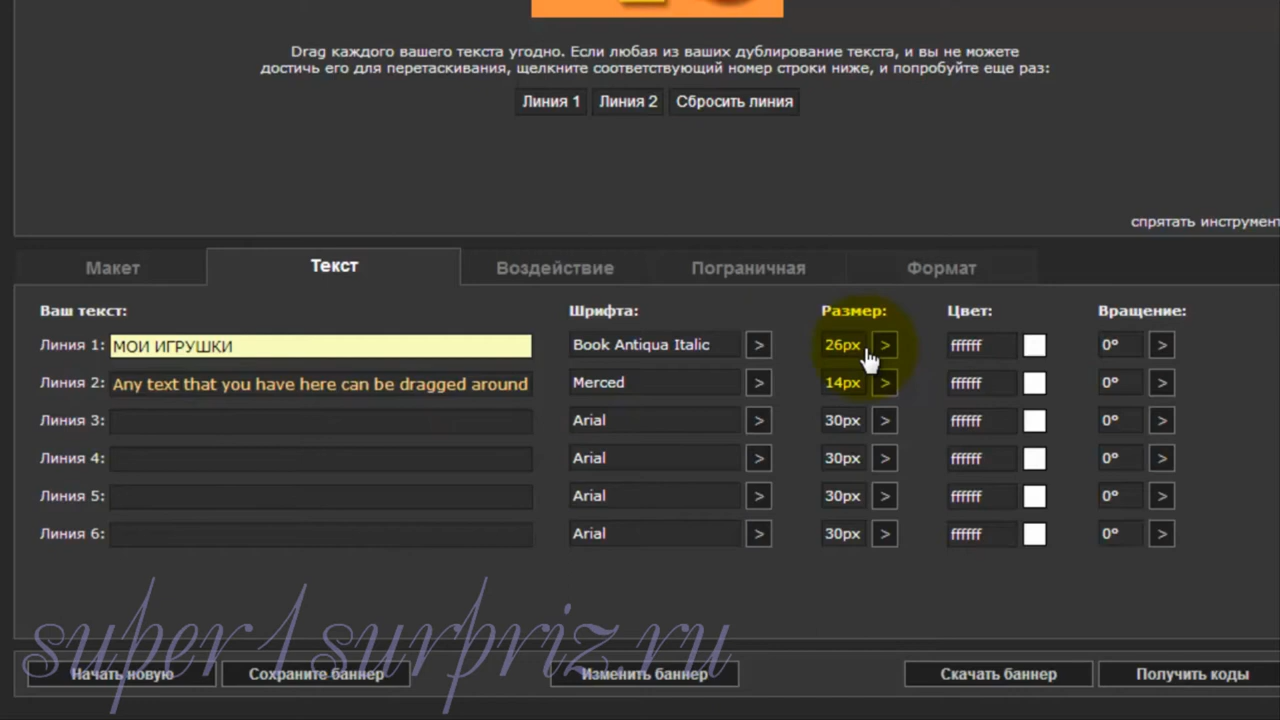 Drag каждого вашего текста угодно. Если любая из ваших дублирование текста, и вы не можете
достичь его для перетаскивания, щелкните соответствующий номер строки ниже, и попробуйте еще раз:
Линия 1 Линия 2 Сбросить линия
спрятать инструмент
Макет Текст Воздействие Пограничная Формат
Ваш текст: Шрифта: Размер: Цвет: Вращение:
Линия 1: МОИ ИГРУШКИ Book Antiqua Italic > 26px > ffffff 0° >
Линия 2: Any text that you have here can be dragged around Merced > 14px > ffffff 0° >
Линия 3: Arial > 30px > ffffff 0° >
Линия 4: Arial > 30px > ffffff 0° >
Линия 5: Arial > 30px > ffffff 0° >
Линия 6: Arial > 30px > ffffff 0° >
super1surpriz.ru
Начать новую Сохраните баннер Изменить баннер Скачать баннер Получить коды